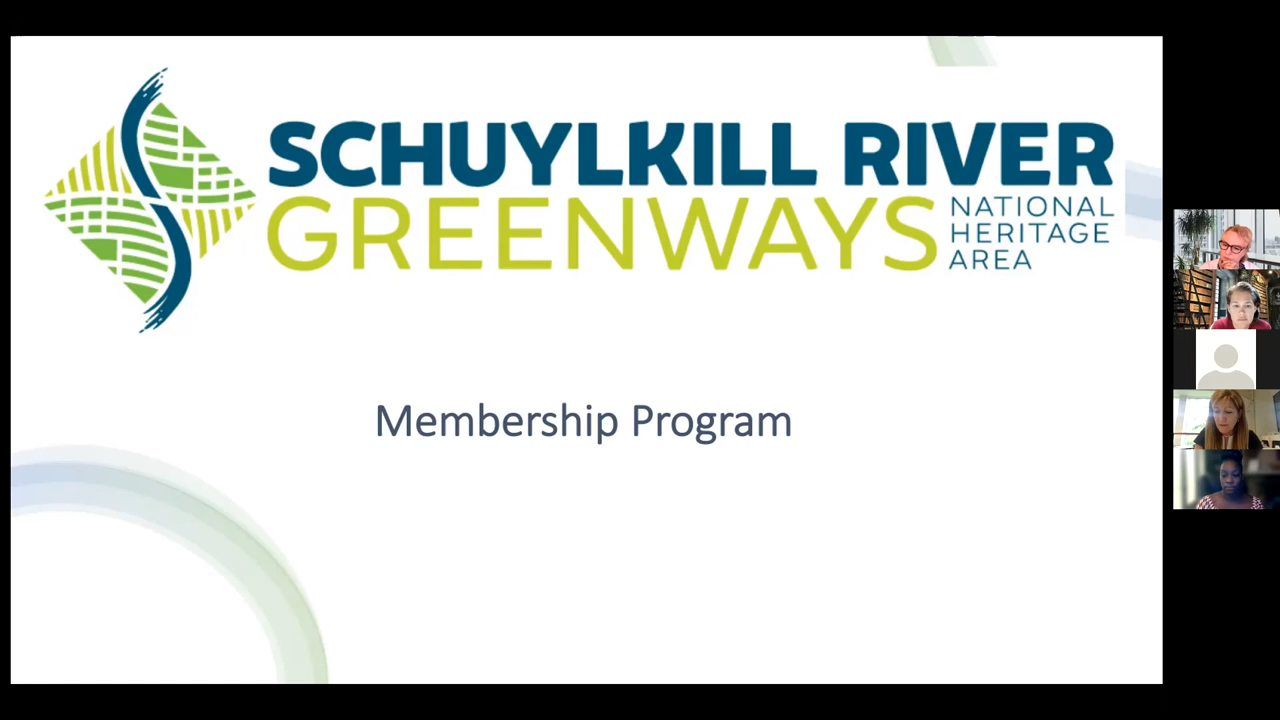 SCHUYLKILL RIVER
GREENWAYS
NATIONAL
HERITAGE
AREA
Membership Program